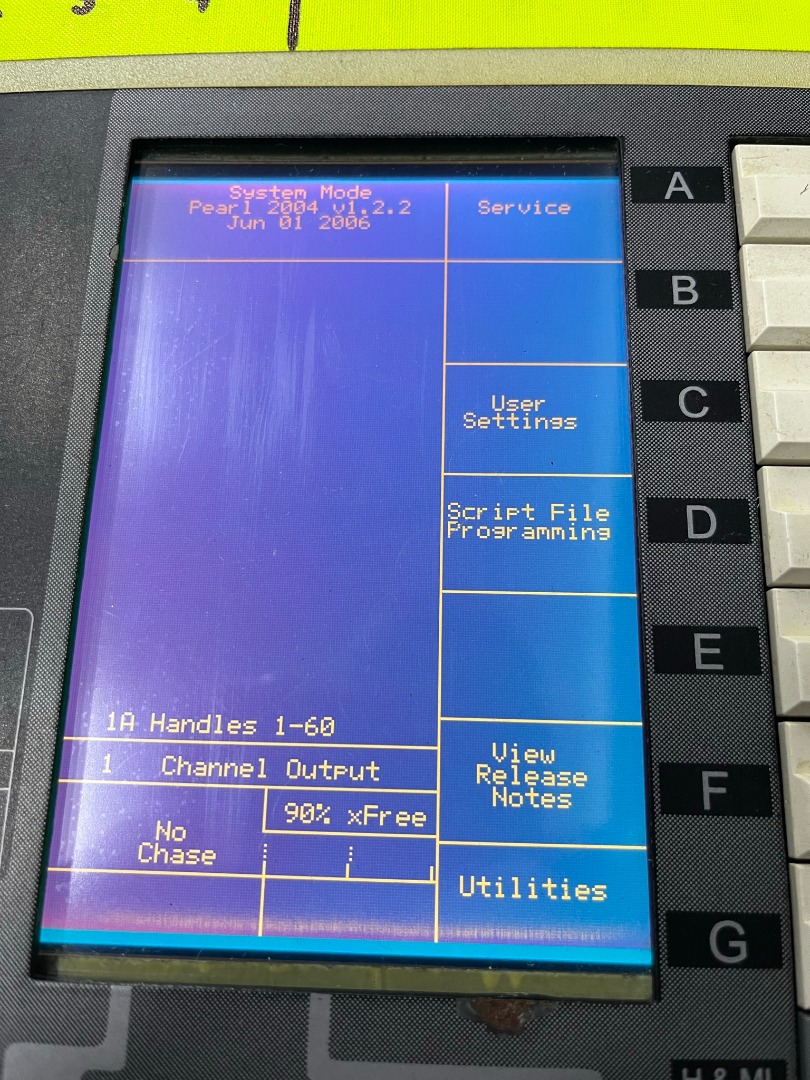 System Mode
Pearl 2004 v1.2.2
Jun 01 2006
Service
A
B
User
Settings
C
Script File
Programming
D
E
1A Handles 1-60
1 Channel Output
90% xFree
No
Chase
View
Release
Notes
F
Utilities
G